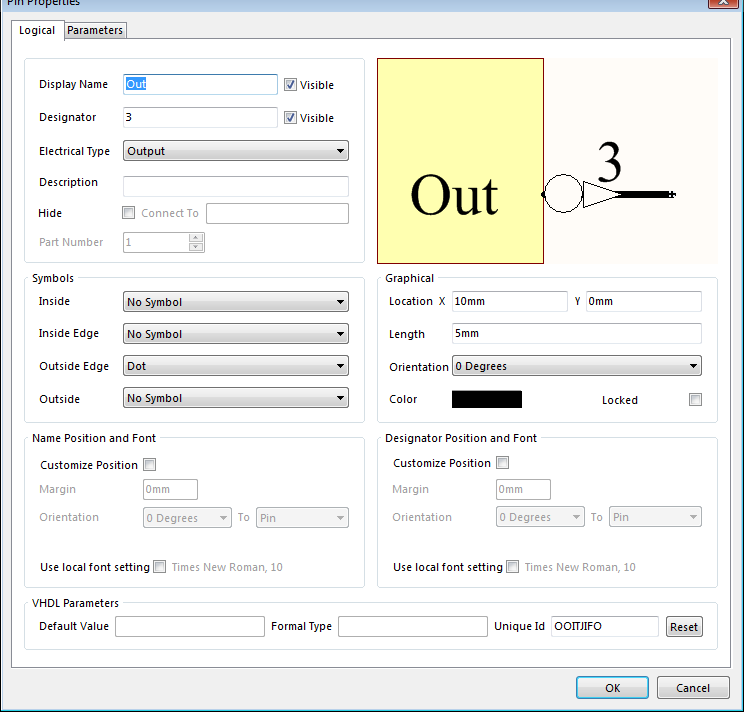 Pin Properties
Logical Parameters
Display Name Out Visible
Designator 3 Visible
Electrical Type Output
Description
Hide Connect To
Part Number 1
Out 3
Symbols
Inside No Symbol
Inside Edge No Symbol
Outside Edge Dot
Outside No Symbol
Graphical
Location X 10mm Y 0mm
Length 5mm
Orientation 0 Degrees
Color Locked
Name Position and Font
Customize Position
Margin 0mm
Orientation 0 Degrees To Pin
Use local font setting Times New Roman, 10
Designator Position and Font
Customize Position
Margin 0mm
Orientation 0 Degrees To Pin
Use local font setting Times New Roman, 10
VHDL Parameters
Default Value Formal Type Unique Id OOITJIFO Reset
OK Cancel